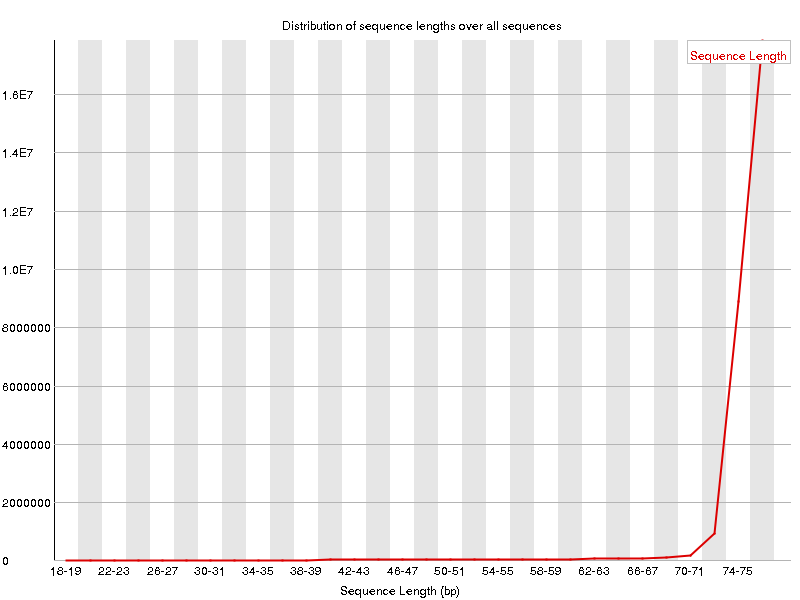 Distribution of sequence lengths over all sequences
Sequence Length
1.6E7
1.4E7
1.2E7
1.0E7
8000000
6000000
4000000
2000000
0
18-19 22-23 26-27 30-31 34-35 38-39 42-43 46-47 50-51 54-55 58-59 62-63 66-67 70-71 74-75
Sequence Length (bp)